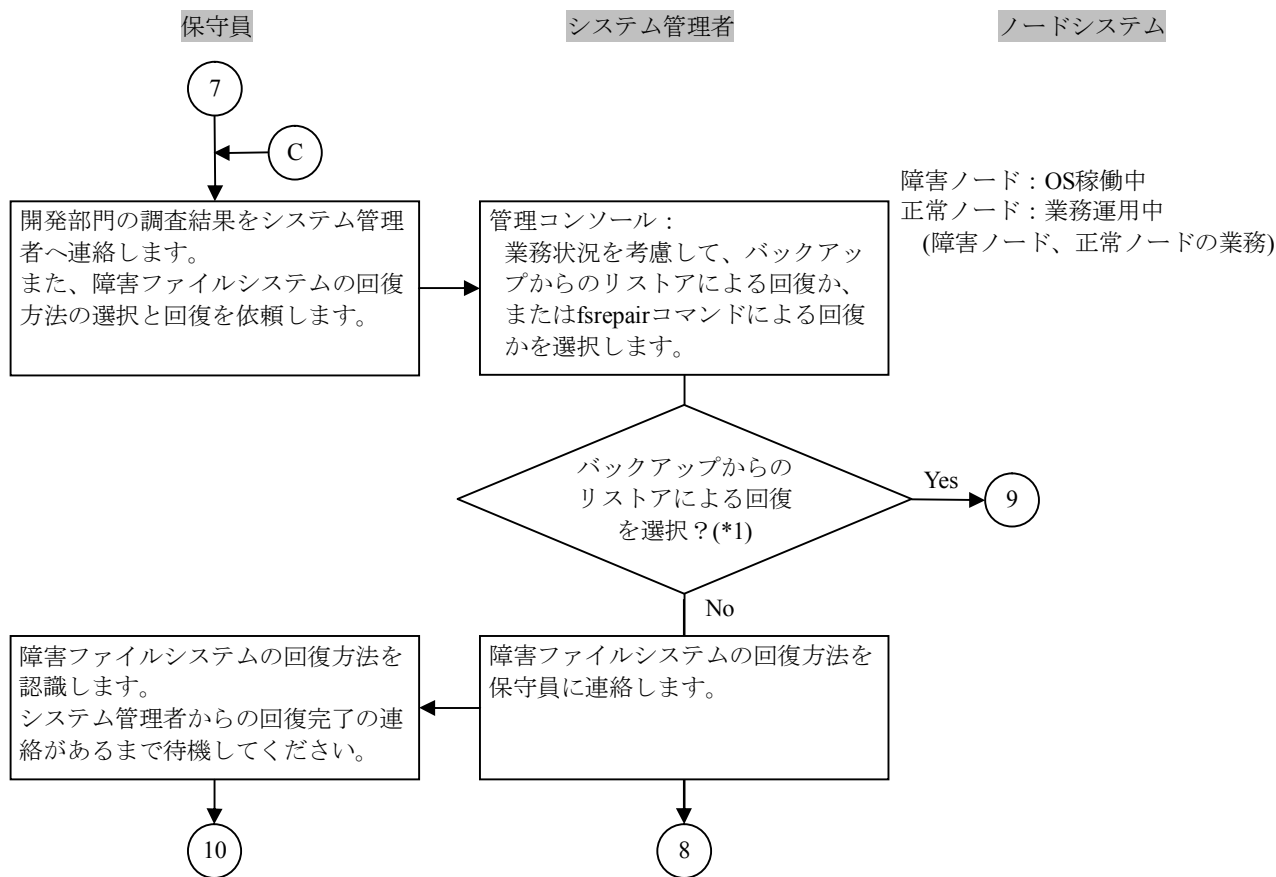 保守員
システム管理者
ノードシステム
7
C
開発部門の調査結果をシステム管理
者へ連絡します。
また、障害ファイルシステムの回復
方法の選択と回復を依頼します。
管理コンソール：
業務状況を考慮して、バックアッ
プからのリストアによる回復か、
またはfsrepairコマンドによる回復
かを選択します。
障害ノード：OS稼働中
正常ノード：業務運用中
(障害ノード、正常ノードの業務)
バックアップからの
リストアによる回復
を選択？(*1)
Yes
9
No
障害ファイルシステムの回復方法を
認識します。
システム管理者からの回復完了の連
絡があるまで待機してください。
障害ファイルシステムの回復方法を
保守員に連絡します。
10
8